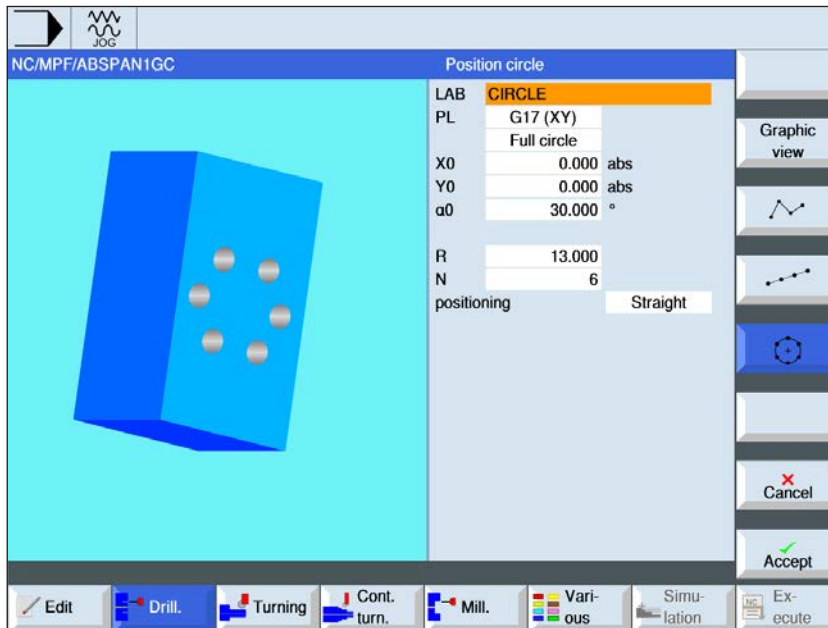 JOG
NC/MPF/ABSPAN1GC
Position circle
LAB CIRCLE
PL G17 (XY)
Full circle
X0 0.000 abs
Y0 0.000 abs
α0 30.000 °
R 13.000
N 6
positioning Straight
Graphic
view
Cancel
Accept
Edit
Drill.
Turning
Cont.
turn.
Mill.
Vari-
ous
Simu-
lation
NC
Ex-
ecute